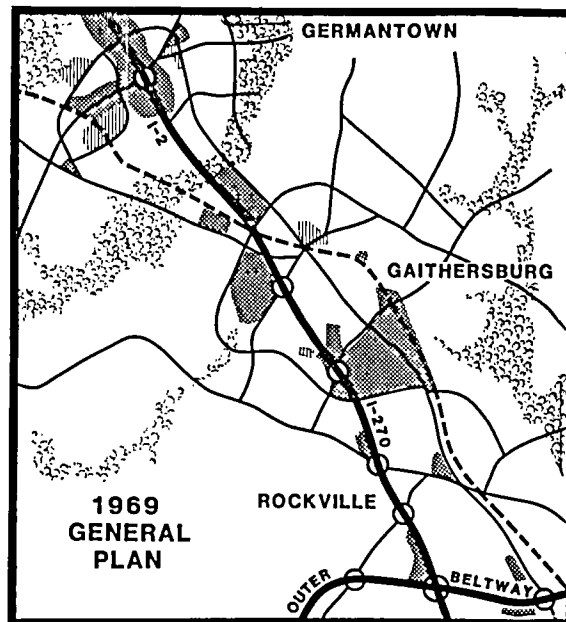 GERMANTOWN
I-2
GAITHERSBURG
I-270
ROCKVILLE
1969
GENERAL
PLAN
OUTER
BELTWAY